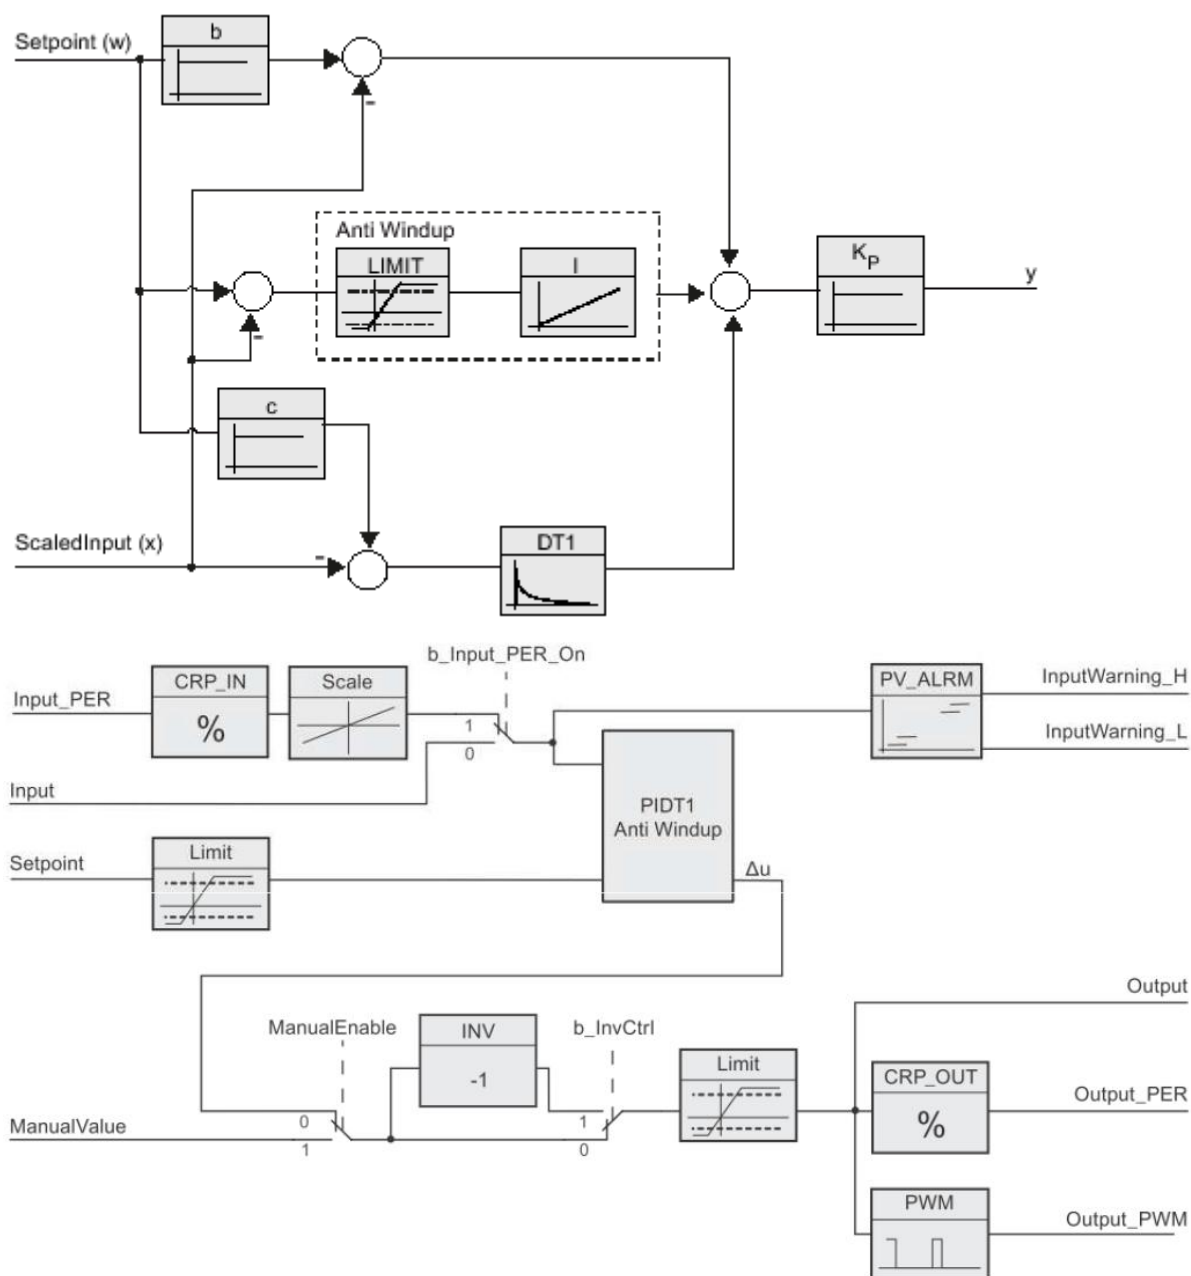 b
Setpoint (w)
-
Anti Windup
LIMIT
I
K_P
y
-
c
ScaledInput (x)
-
DT1
b_Input_PER_On
Input_PER
CRP_IN
%
Scale
1
0
PV_ALRM
InputWarning_H
InputWarning_L
Input
PIDT1
Anti Windup
Setpoint
Limit
Δu
Output
ManualEnable
INV
-1
b_InvCtrl
Limit
CRP_OUT
%
Output_PER
0
1
1
0
ManualValue
PWM
Output_PWM